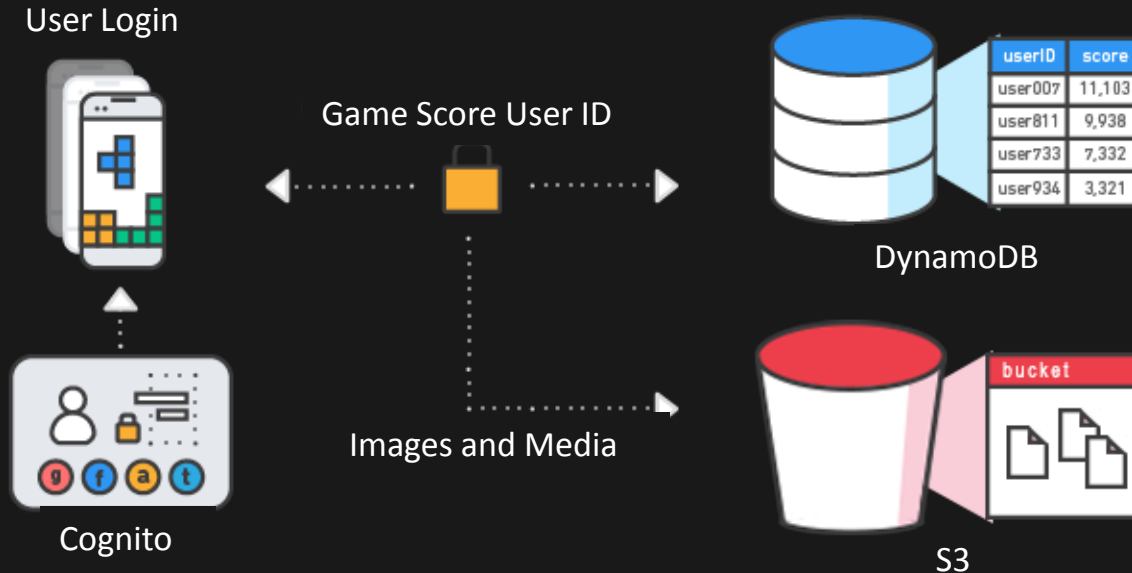 User Login
Game Score User ID
userID score
user007 11,103
user811 9,938
user733 7,332
user934 3,321
DynamoDB
g f a t
Images and Media
bucket
Cognito
S3